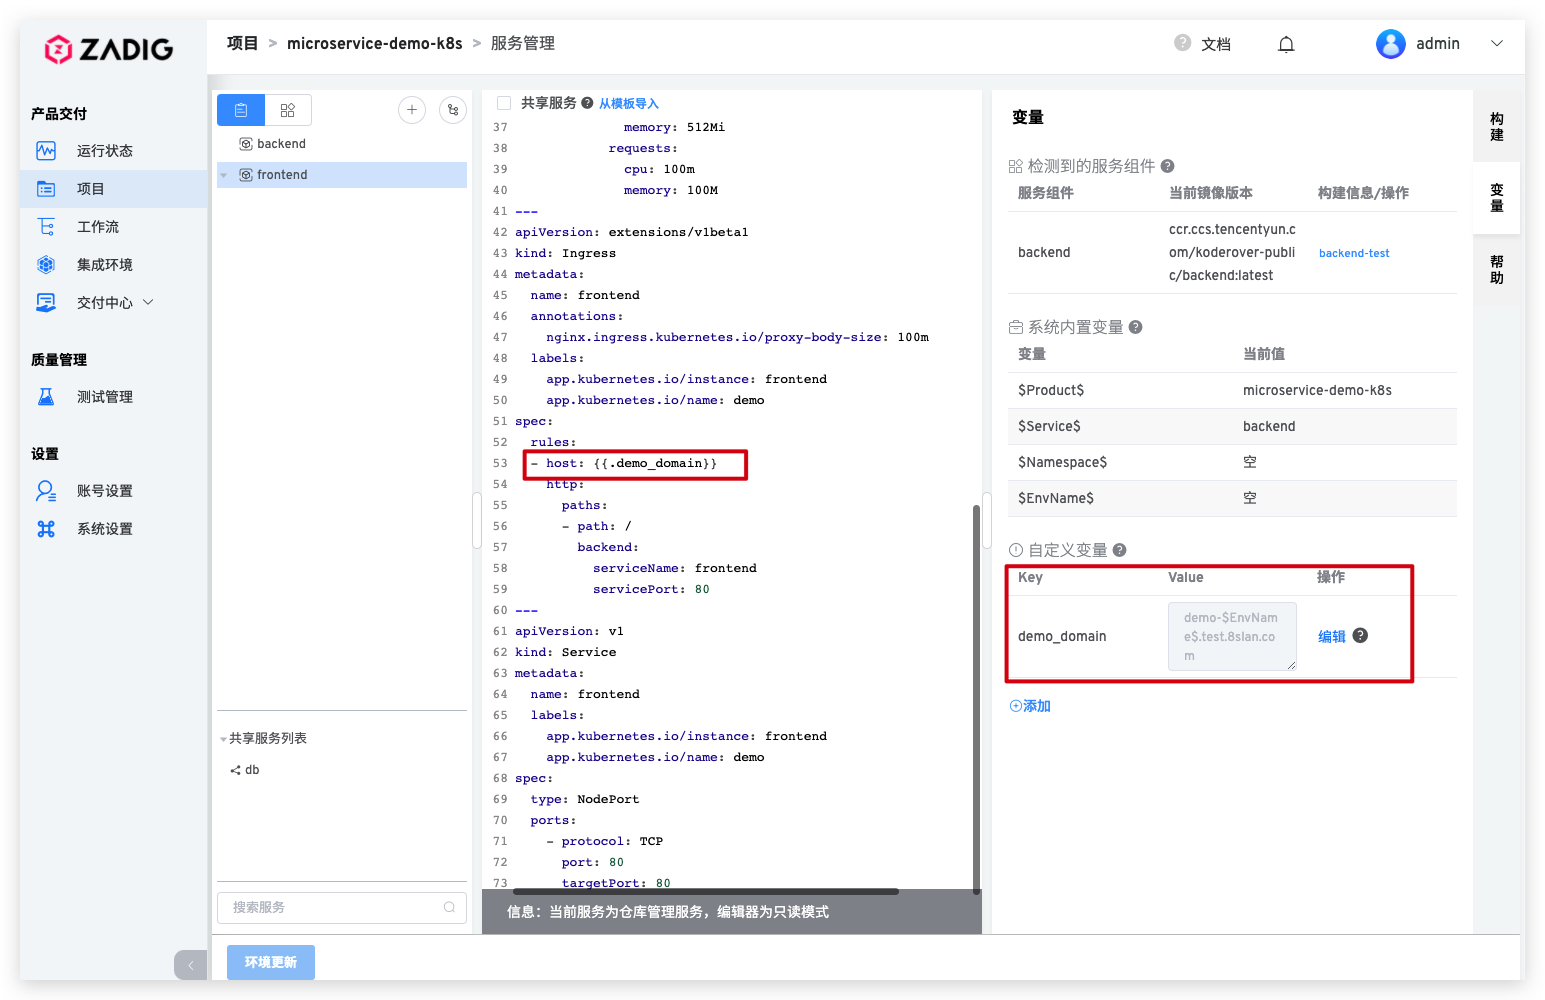 ZADIG
项目 > microservice-demo-k8s > 服务管理
文档
admin
产品交付
运行状态
项目
工作流
集成环境
交付中心
质量管理
测试管理
设置
账号设置
系统设置
backend
frontend
共享服务列表
db
搜索服务
环境更新
共享服务 从模板导入
37 memory: 512Mi
38 requests:
39 cpu: 100m
40 memory: 100M
41 ---
42 apiVersion: extensions/v1beta1
43 kind: Ingress
44 metadata:
45 name: frontend
46 annotations:
47 nginx.ingress.kubernetes.io/proxy-body-size: 100m
48 labels:
49 app.kubernetes.io/instance: frontend
50 app.kubernetes.io/name: demo
51 spec:
52 rules:
53 - host: {{.demo_domain}}
54 http:
55 paths:
56 - path: /
57 backend:
58 serviceName: frontend
59 servicePort: 80
60 ---
61 apiVersion: v1
62 kind: Service
63 metadata:
64 name: frontend
65 labels:
66 app.kubernetes.io/instance: frontend
67 app.kubernetes.io/name: demo
68 spec:
69 type: NodePort
70 ports:
71 - protocol: TCP
72 port: 80
73 targetPort: 80
信息：当前服务为仓库管理服务，编辑器为只读模式
变量
检测到的服务组件
服务组件 当前镜像版本 构建信息/操作
backend
ccr.ccs.tencentyun.c
om/koderover-publi
c/backend:latest
backend-test
系统内置变量
变量 当前值
$Product$ microservice-demo-k8s
$Service$ backend
$Namespace$ 空
$EnvName$ 空
自定义变量
Key Value 操作
demo_domain
demo-$EnvNam
e$.test.8slan.co
m
编辑
添加
构建
变量
帮助